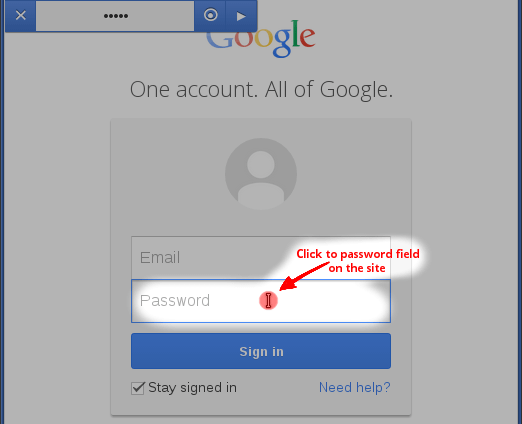 •••••
Google
One account. All of Google.
Email
Click to password field
on the site
Password
Sign in
Stay signed in
Need help?